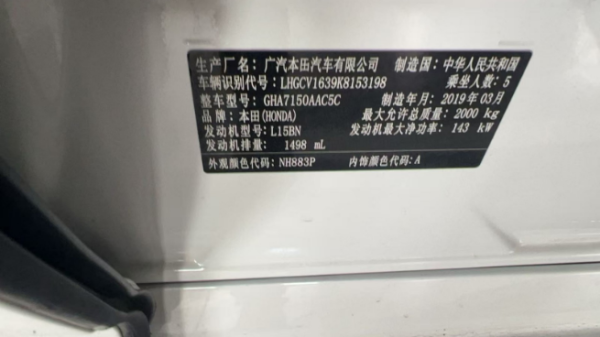 生产厂名：广汽本田汽车有限公司 制造国：中华人民共和国
车辆识别代号：LHGCV1639K8153198 乘坐人数：5
整车型号：GHA7150AAC5C 制造年月：2019年03月
品牌：本田(HONDA) 最大允许总质量：2000 kg
发动机型号：L15BN 发动机最大净功率：143 kW
发动机排量：1498 mL
外观颜色代码：NH883P 内饰颜色代码：A